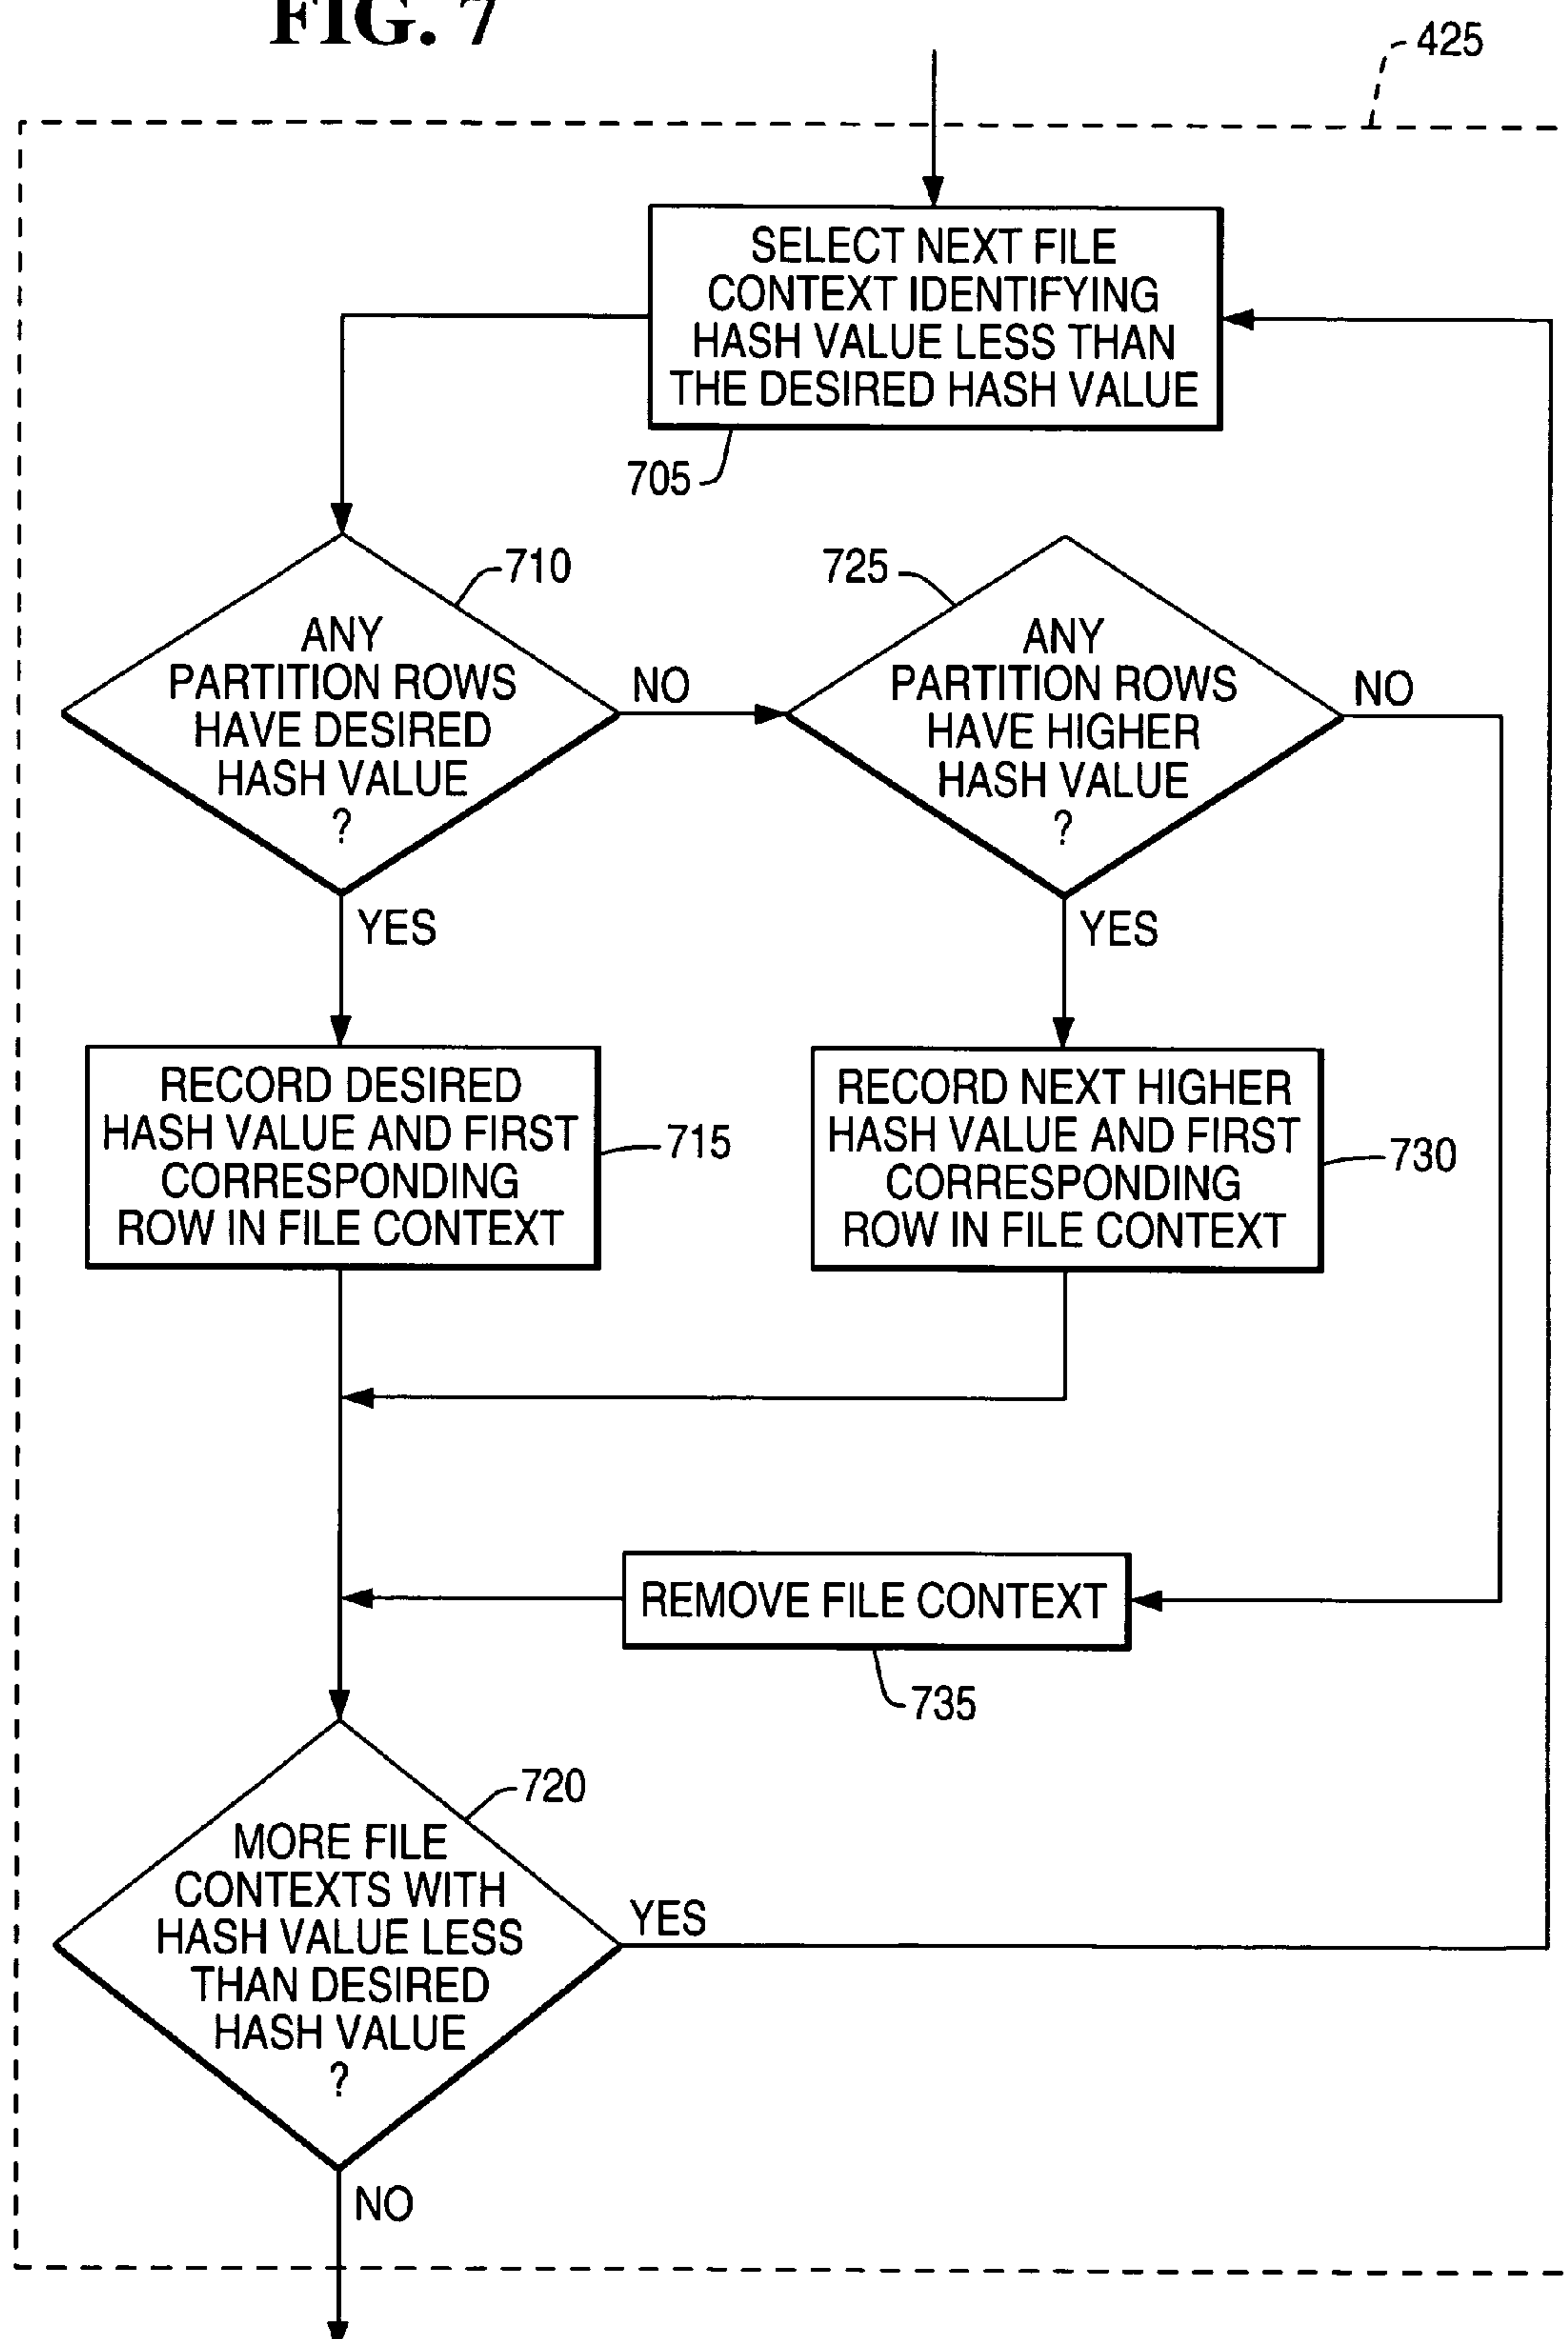 FIG. 7
425
SELECT NEXT FILE
CONTEXT IDENTIFYING
HASH VALUE LESS THAN
THE DESIRED HASH VALUE
705
710
ANY
PARTITION ROWS
HAVE DESIRED
HASH VALUE
?
NO
YES
725
ANY
PARTITION ROWS
HAVE HIGHER
HASH VALUE
?
NO
YES
RECORD DESIRED
HASH VALUE AND FIRST
CORRESPONDING
ROW IN FILE CONTEXT
715
RECORD NEXT HIGHER
HASH VALUE AND FIRST
CORRESPONDING
ROW IN FILE CONTEXT
730
REMOVE FILE CONTEXT
735
720
MORE FILE
CONTEXTS WITH
HASH VALUE LESS
THAN DESIRED
HASH VALUE
?
YES
NO